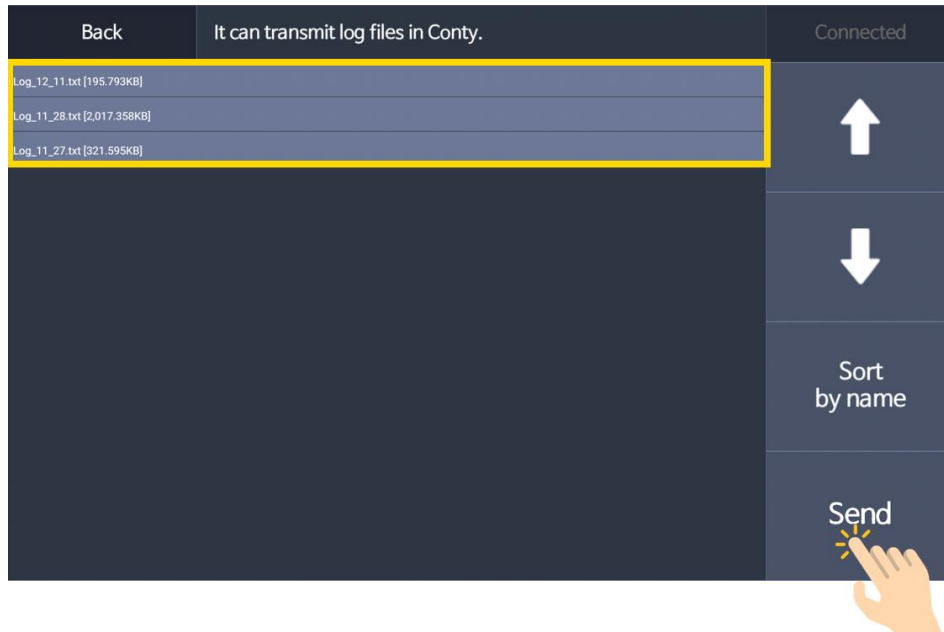 Back
It can transmit log files in Conty.
Connected
Log_12_11.txt [195.793KB]
Log_11_28.txt [2,017.358KB]
Log_11_27.txt [321.595KB]
Sort
by name
Send